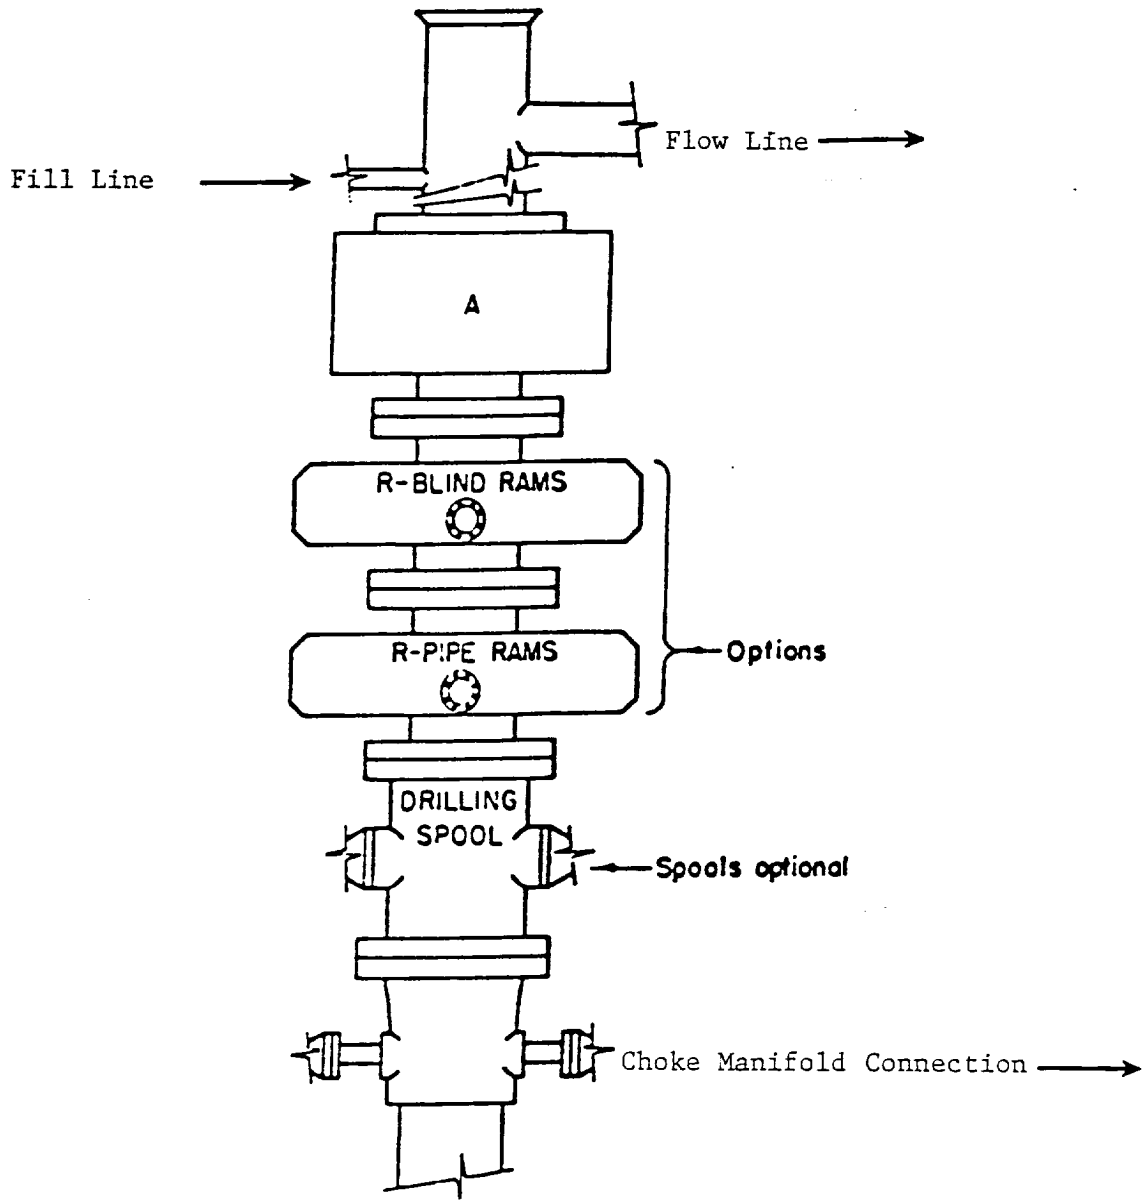 Flow Line
Fill Line
A
R-BLIND RAMS
R-PIPE RAMS
Options
DRILLING
SPOOL
Spools optional
Choke Manifold Connection